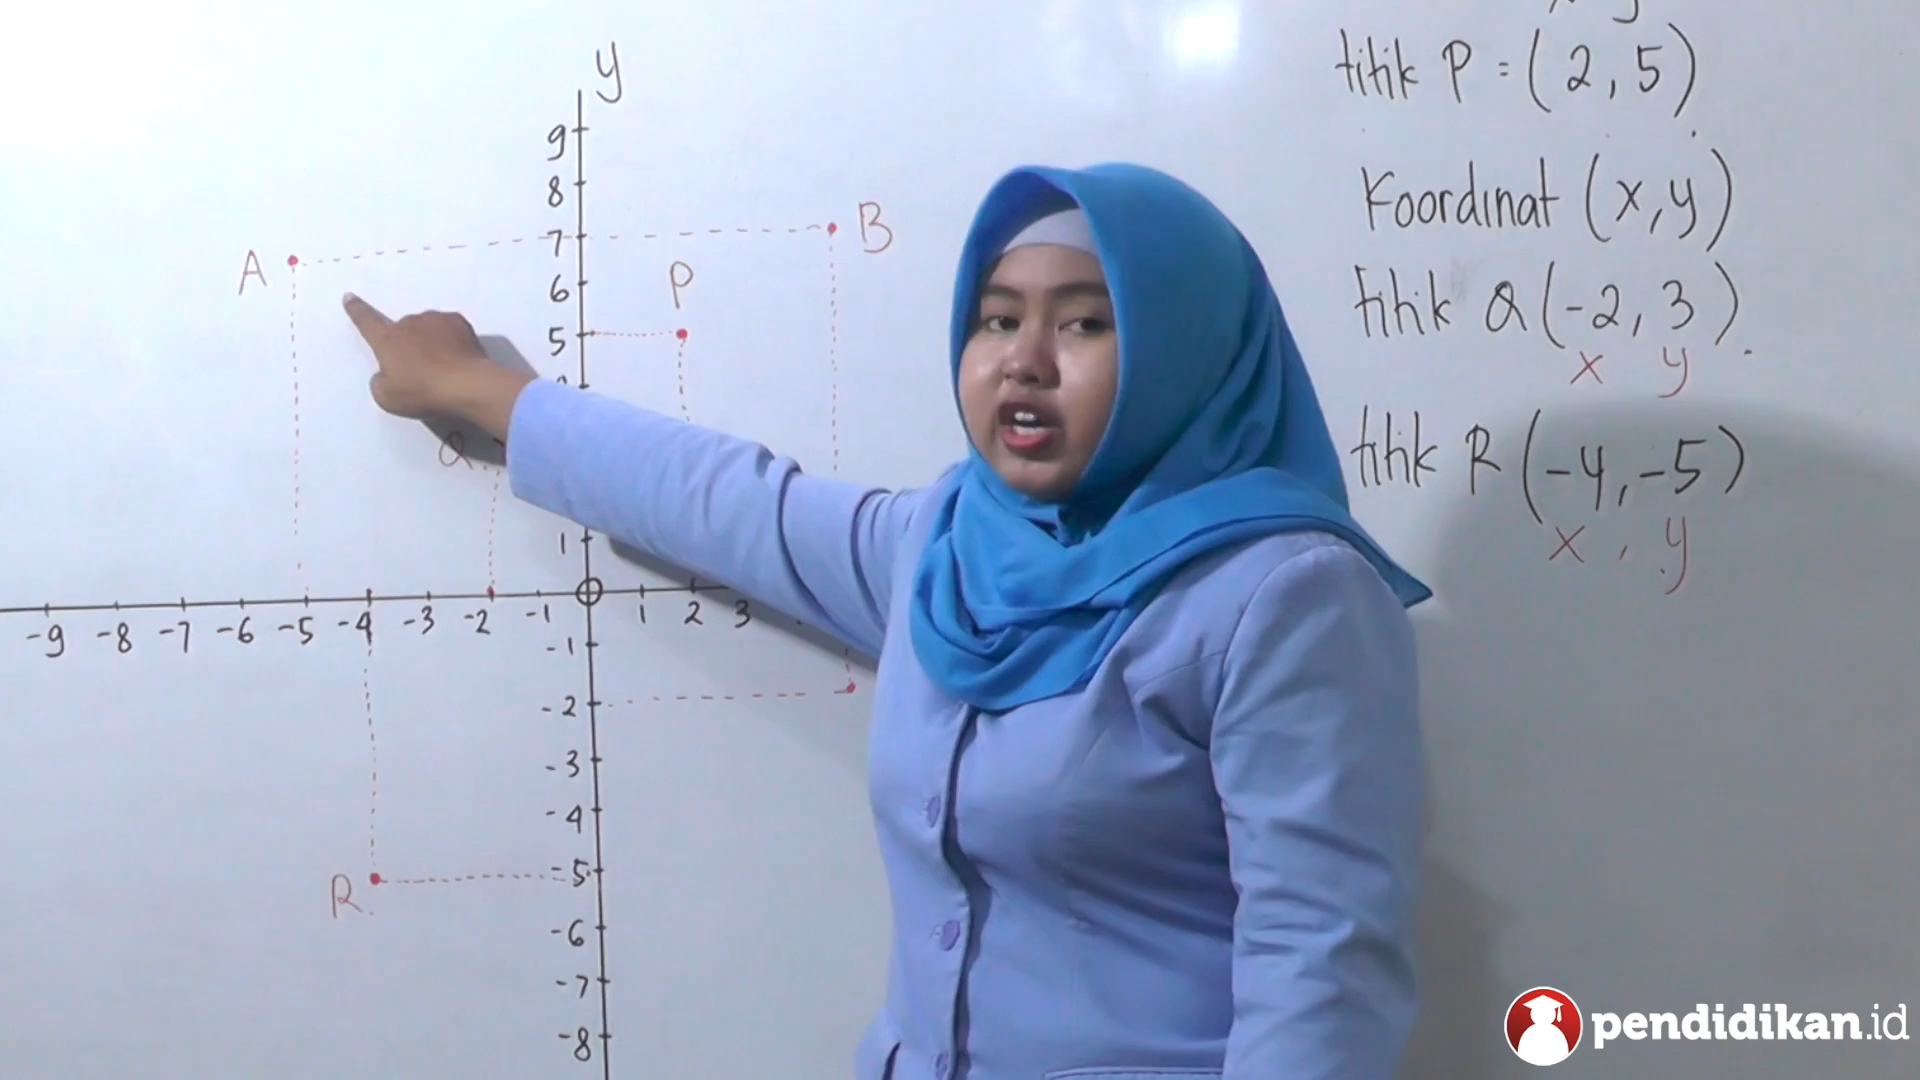 y
9
8
7
6
5
1
A
B
P
Q
-9 -8 -7 -6 -5 -4 -3 -2 -1 1 2 3
-1
-2
-3
-4
-5
-6
-7
-8
R
titik P = (2, 5)
Koordinat (x, y)
titik Q (-2, 3)
x y
titik R (-4, -5)
x , y
pendidikan.id